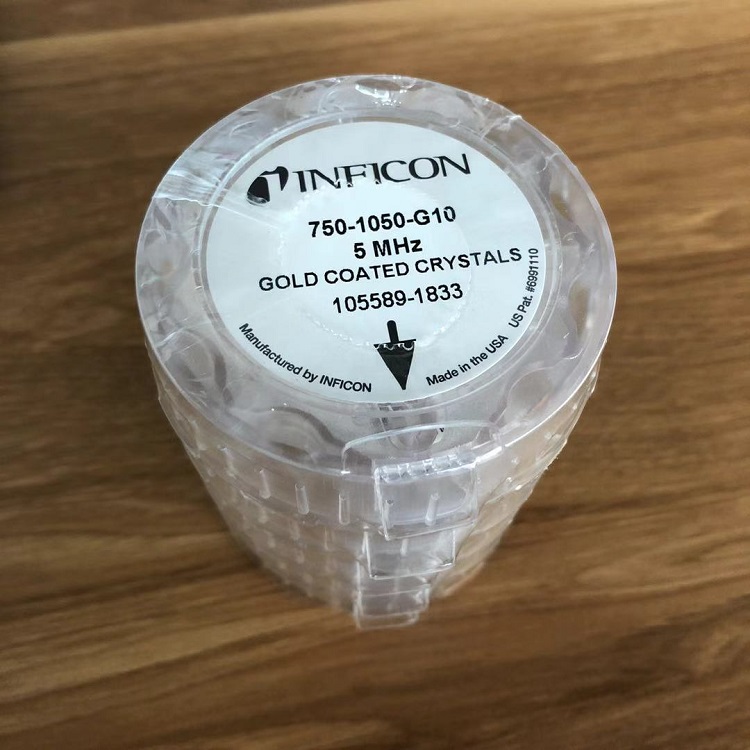 INFICON
750-1050-G10
5 MHz
GOLD COATED CRYSTALS
105589-1833
Manufactured by INFICON
Made in the USA
US Pat. #6991110